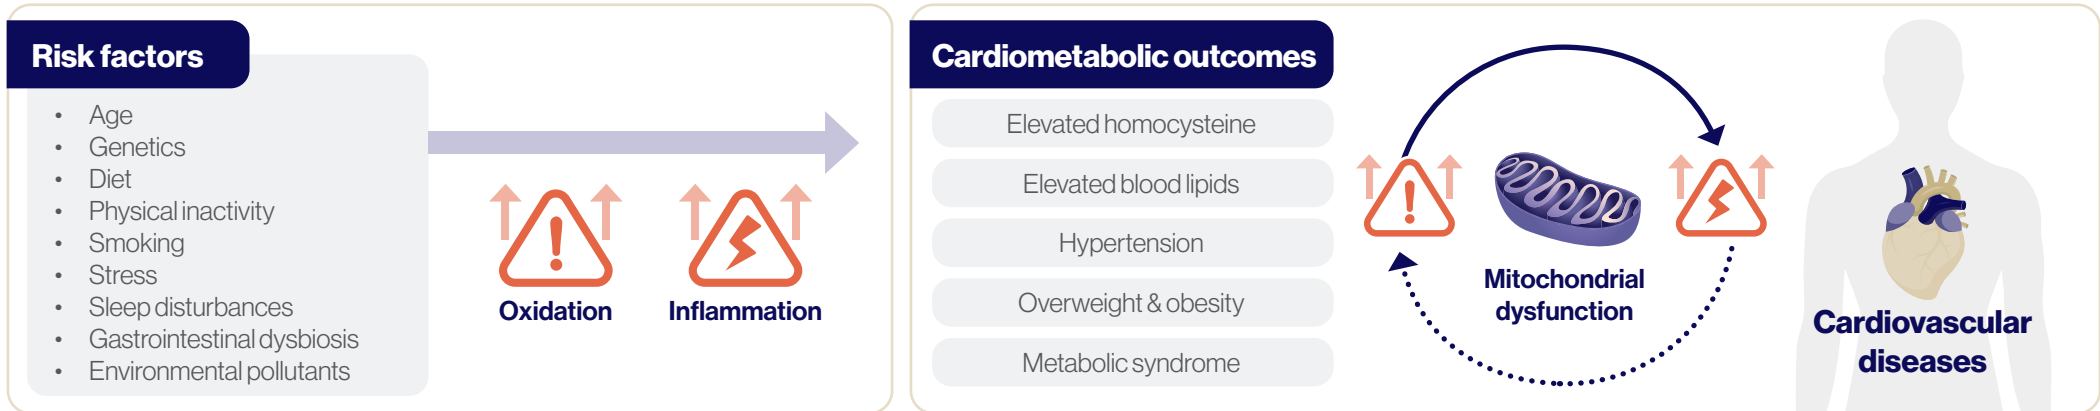 Risk factors
• Age
• Genetics
• Diet
• Physical inactivity
• Smoking
• Stress
• Sleep disturbances
• Gastrointestinal dysbiosis
• Environmental pollutants
Oxidation
Inflammation
Cardiometabolic outcomes
Elevated homocysteine
Elevated blood lipids
Hypertension
Overweight & obesity
Metabolic syndrome
Mitochondrial
dysfunction
Cardiovascular
diseases